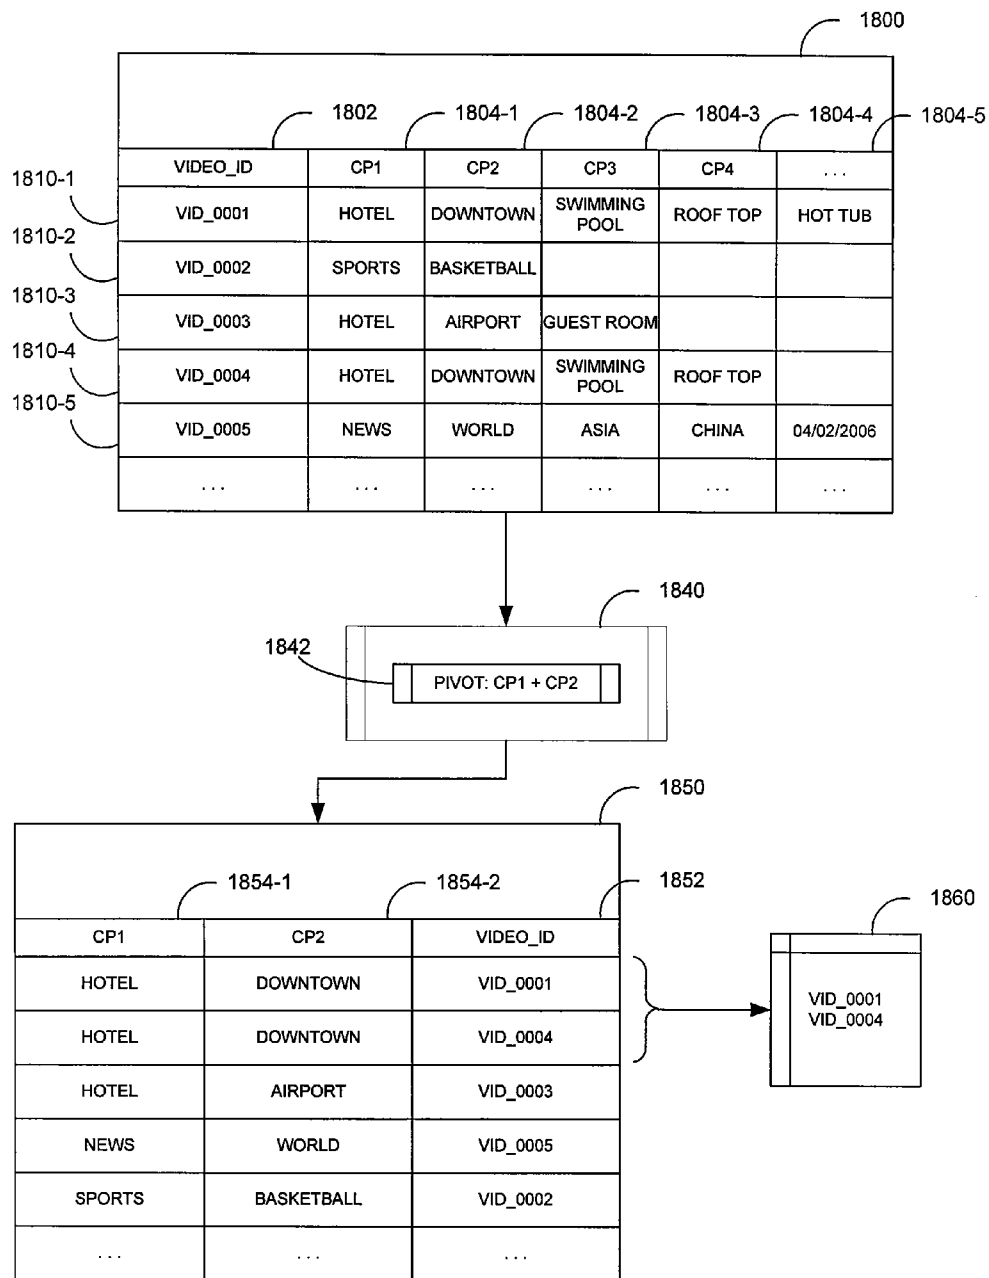 1800
1802 1804-1 1804-2 1804-3 1804-4 1804-5
VIDEO_ID CP1 CP2 CP3 CP4 ...
1810-1
VID_0001 HOTEL DOWNTOWN SWIMMING POOL ROOF TOP HOT TUB
1810-2
VID_0002 SPORTS BASKETBALL
1810-3
VID_0003 HOTEL AIRPORT GUEST ROOM
1810-4
VID_0004 HOTEL DOWNTOWN SWIMMING POOL ROOF TOP
1810-5
VID_0005 NEWS WORLD ASIA CHINA 04/02/2006
... ... ... ... ... ...
1840
1842
PIVOT: CP1 + CP2
1850
1854-1 1854-2 1852
CP1 CP2 VIDEO_ID
HOTEL DOWNTOWN VID_0001
HOTEL DOWNTOWN VID_0004
HOTEL AIRPORT VID_0003
NEWS WORLD VID_0005
SPORTS BASKETBALL VID_0002
... ... ...
1860
VID_0001
VID_0004